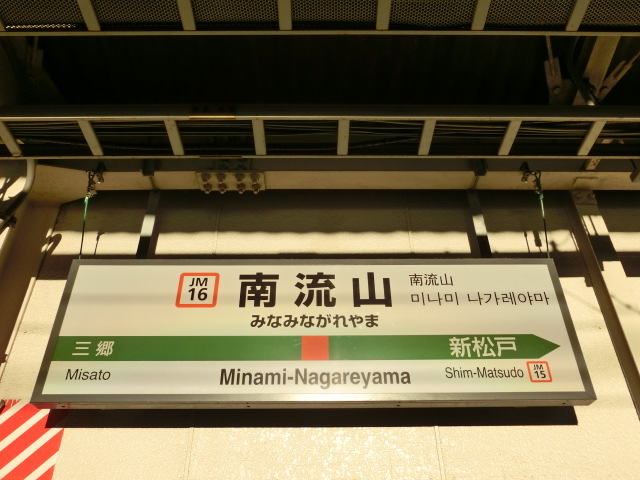 JM
16
南流山
南流山
미나미 나가레야마
みなみながれやま
三郷
新松戸
Misato
Minami-Nagareyama
Shim-Matsudo
JM
15